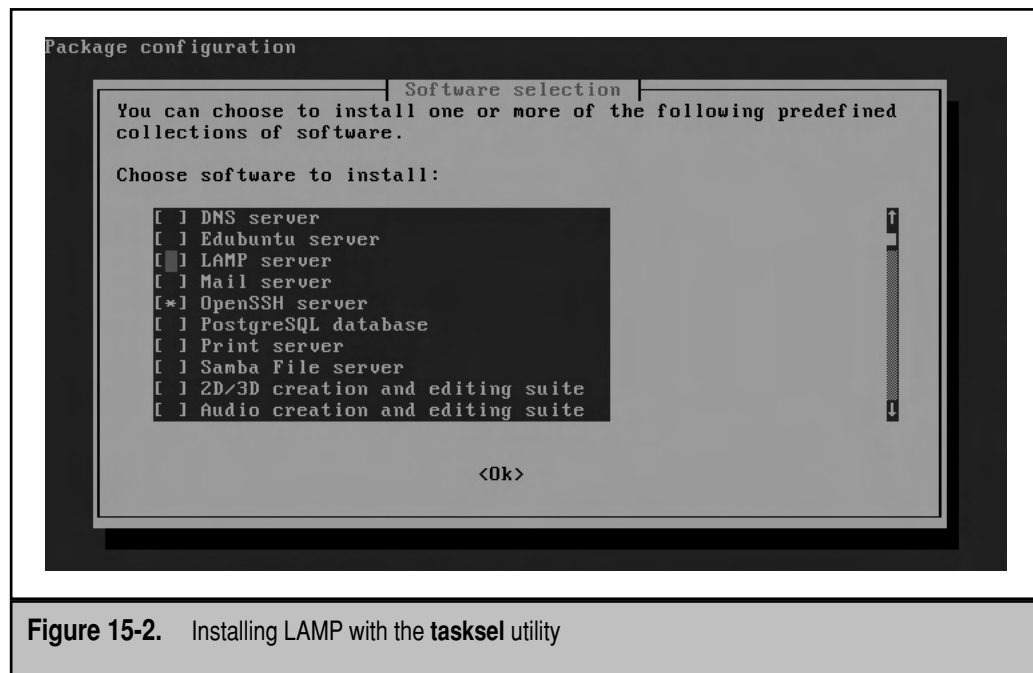 Package configuration
Software selection
You can choose to install one or more of the following predefined
collections of software.
Choose software to install:
[ ] DNS server
[ ] Edubuntu server
[ ] LAMP server
[ ] Mail server
[*] OpenSSH server
[ ] PostgreSQL database
[ ] Print server
[ ] Samba File server
[ ] 2D/3D creation and editing suite
[ ] Audio creation and editing suite
<Ok>
Figure 15-2. Installing LAMP with the tasksel utility